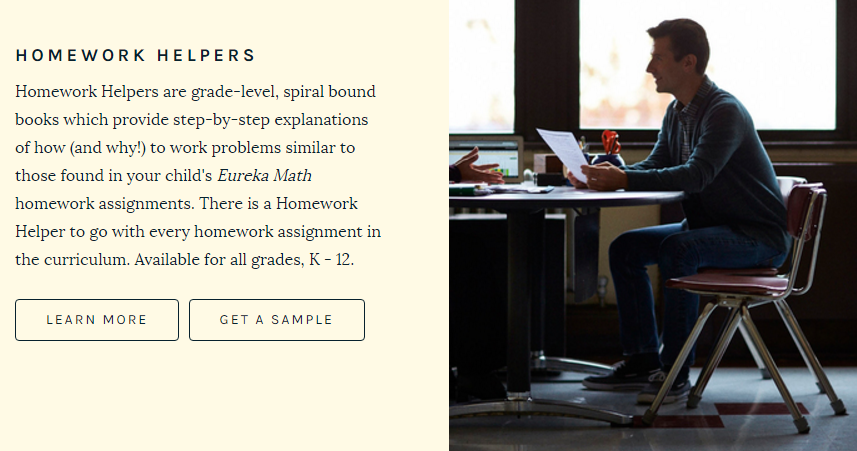 HOMEWORK HELPERS
Homework Helpers are grade-level, spiral bound
books which provide step-by-step explanations
of how (and why!) to work problems similar to
those found in your child's Eureka Math
homework assignments. There is a Homework
Helper to go with every homework assignment in
the curriculum. Available for all grades, K - 12.
LEARN MORE
GET A SAMPLE